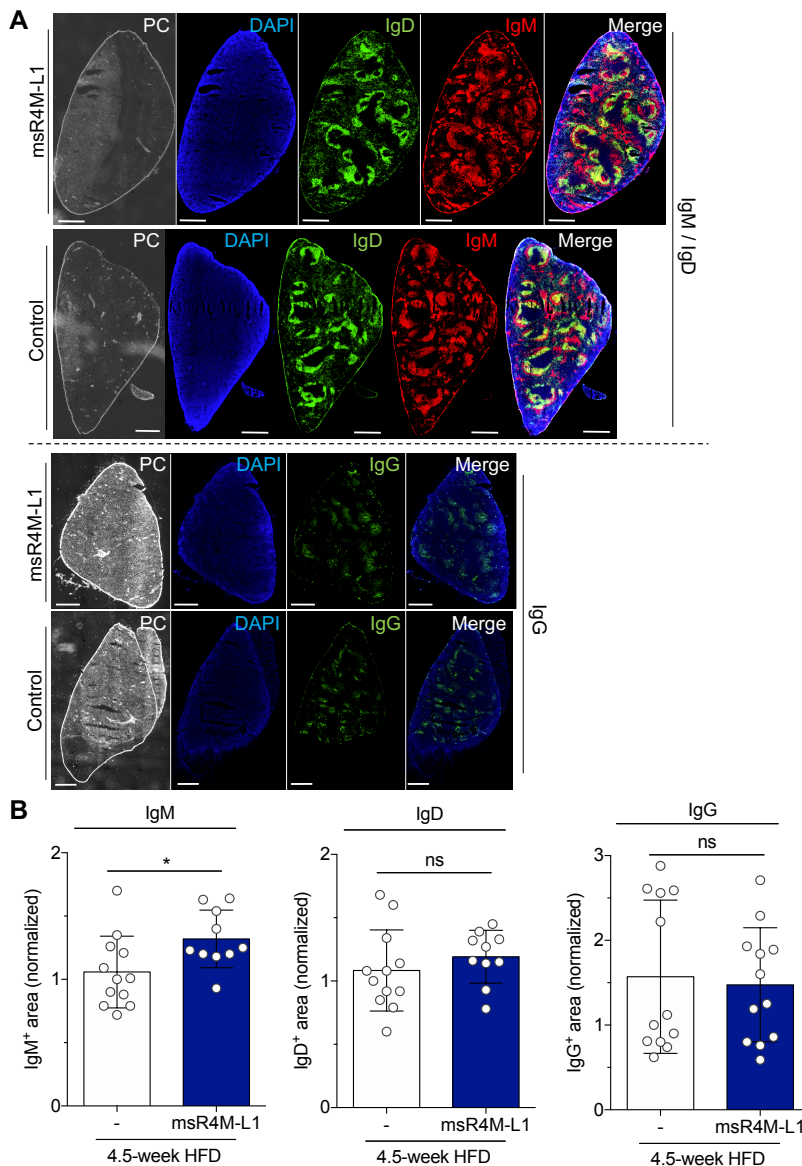 A
msR4M-L1
PC
DAPI
IgD
IgM
Merge
IgM / IgD
Control
PC
DAPI
IgD
IgM
Merge
msR4M-L1
PC
DAPI
IgG
Merge
IgG
Control
PC
DAPI
IgG
Merge
B
IgM
*
IgM+ area (normalized)
2
1
0
-
msR4M-L1
4.5-week HFD
IgD
ns
IgD+ area (normalized)
2
1
0
-
msR4M-L1
4.5-week HFD
IgG
ns
IgG+ area (normalized)
3
2
1
0
-
msR4M-L1
4.5-week HFD